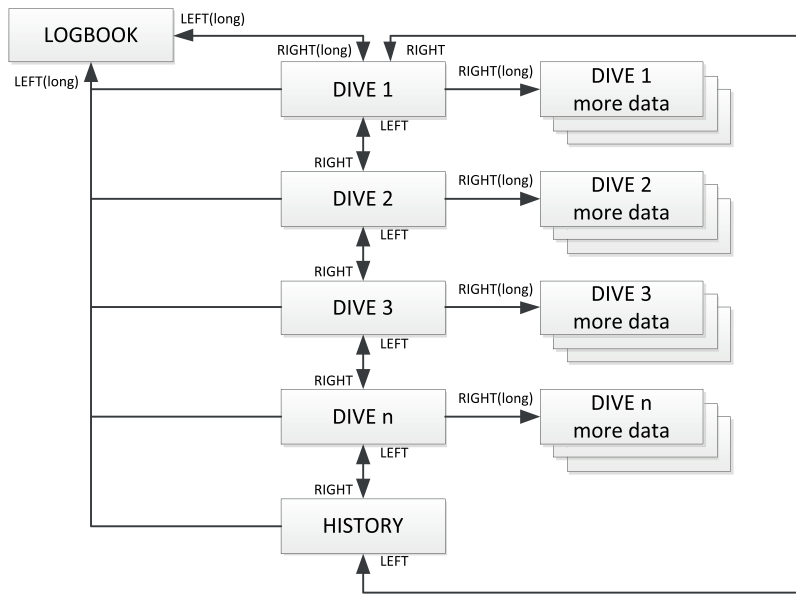 LEFT(long)
LOGBOOK
RIGHT(long)
RIGHT
LEFT(long)
DIVE 1
RIGHT(long)
DIVE 1
more data
LEFT
RIGHT
DIVE 2
RIGHT(long)
DIVE 2
more data
LEFT
RIGHT
DIVE 3
RIGHT(long)
DIVE 3
more data
LEFT
RIGHT
DIVE n
RIGHT(long)
DIVE n
more data
LEFT
RIGHT
HISTORY
LEFT